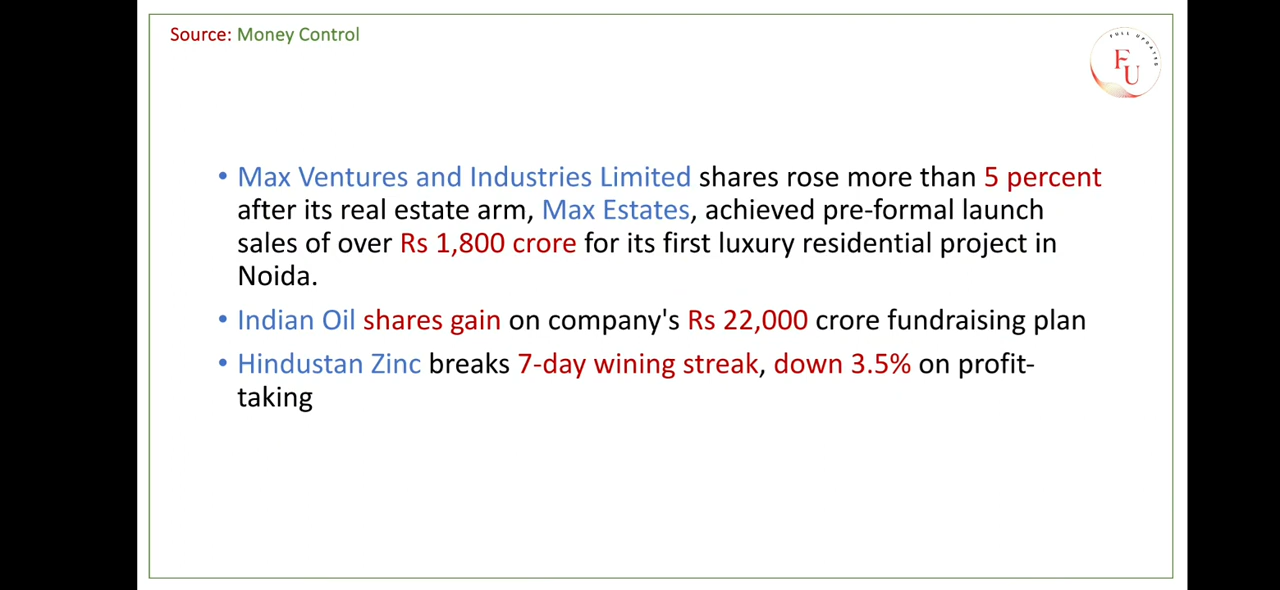 Source: Money Control
FULL UPDATES
FU
• Max Ventures and Industries Limited shares rose more than 5 percent
after its real estate arm, Max Estates, achieved pre-formal launch
sales of over Rs 1,800 crore for its first luxury residential project in
Noida.
• Indian Oil shares gain on company's Rs 22,000 crore fundraising plan
• Hindustan Zinc breaks 7-day wining streak, down 3.5% on profit-
taking